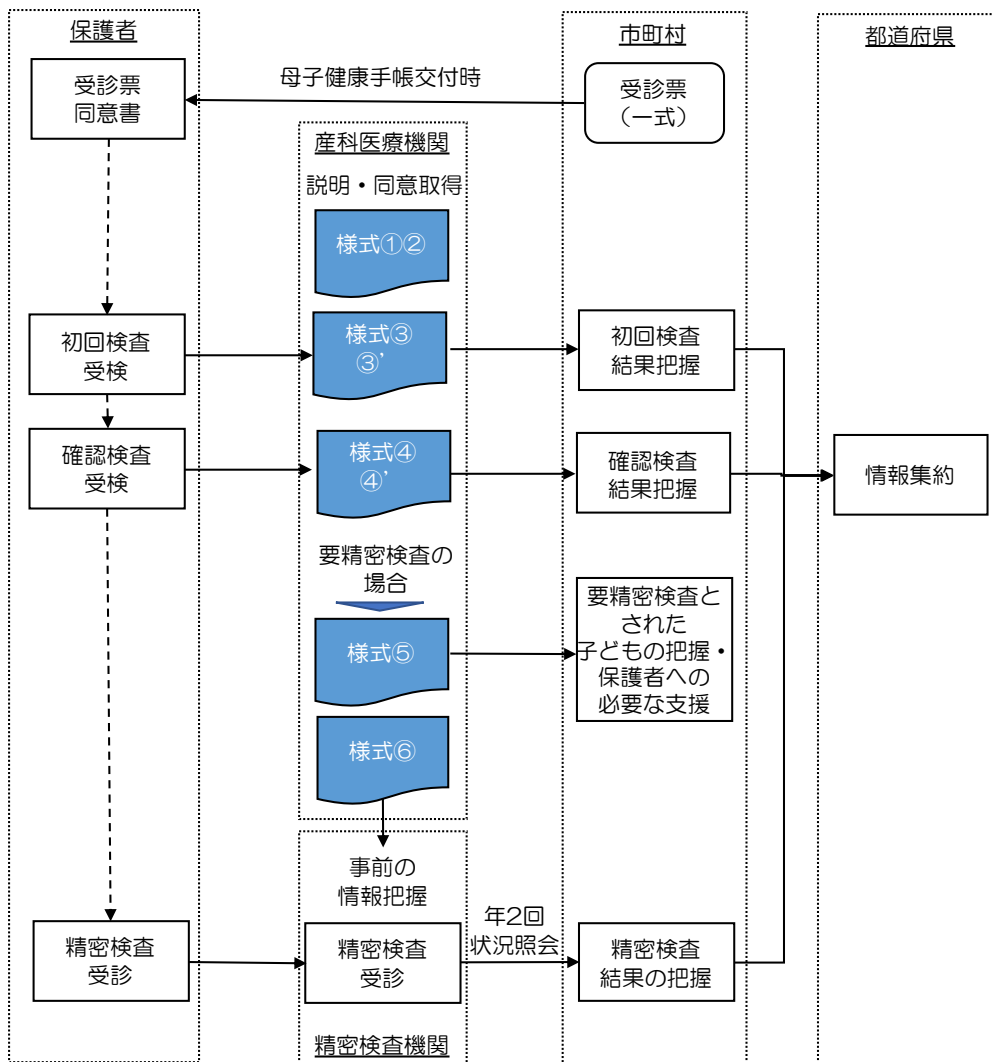 保護者
市町村
都道府県
受診票
同意書
母子健康手帳交付時
受診票
（一式）
産科医療機関
説明・同意取得
様式①②
初回検査
受検
様式③
③’
初回検査
結果把握
確認検査
受検
様式④
④’
確認検査
結果把握
情報集約
要精密検査の
場合
様式⑤
要精密検査と
された
子どもの把握・
保護者への
必要な支援
様式⑥
事前の
情報把握
精密検査
受診
精密検査
受診
年2回
状況照会
精密検査
結果の把握
精密検査機関